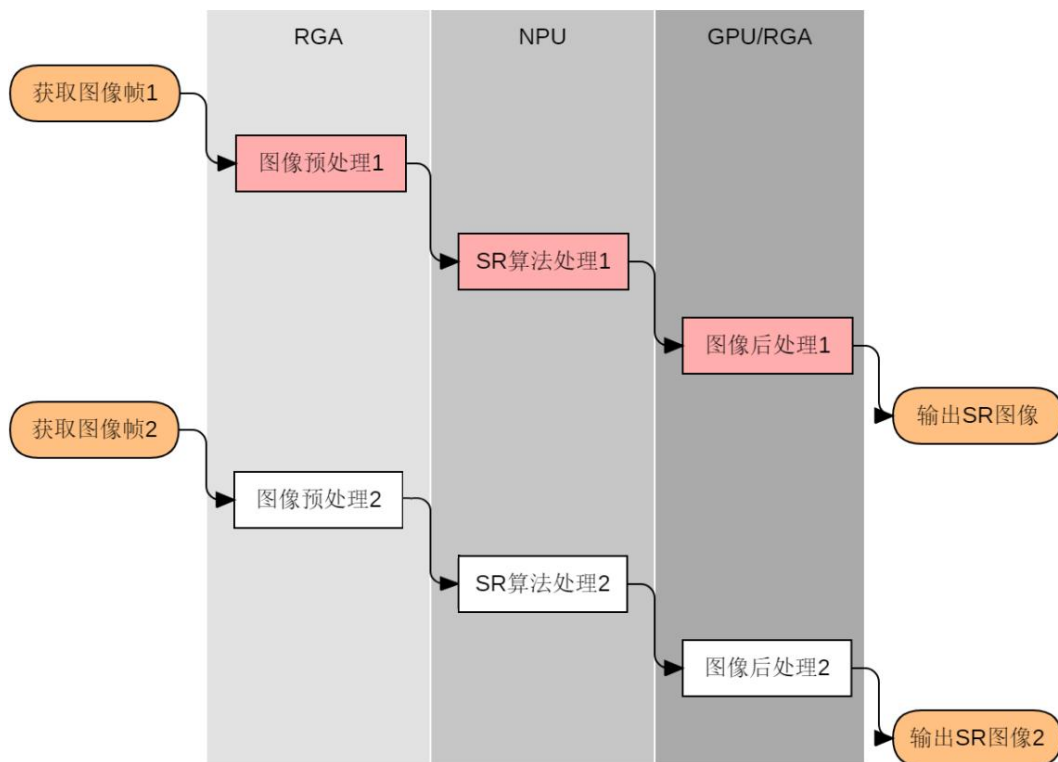 RGA
NPU
GPU/RGA
获取图像帧1
图像预处理1
SR算法处理1
图像后处理1
输出SR图像
获取图像帧2
图像预处理2
SR算法处理2
图像后处理2
输出SR图像2